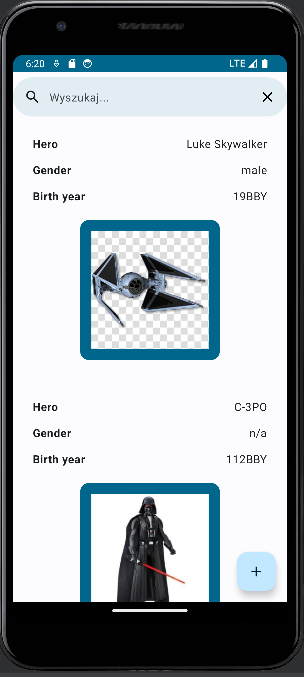 6:20 LTE
Wyszukaj...
Hero Luke Skywalker
Gender male
Birth year 19BBY
Hero C-3PO
Gender n/a
Birth year 112BBY
+